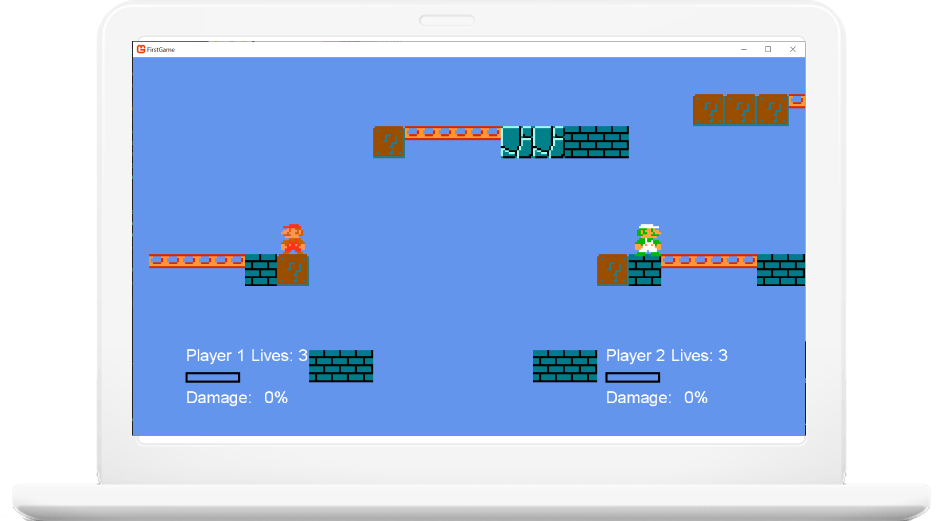 FirstGame
? ? ? ?
? ?
Player 1 Lives: 3
Player 2 Lives: 3
Damage: 0%
Damage: 0%